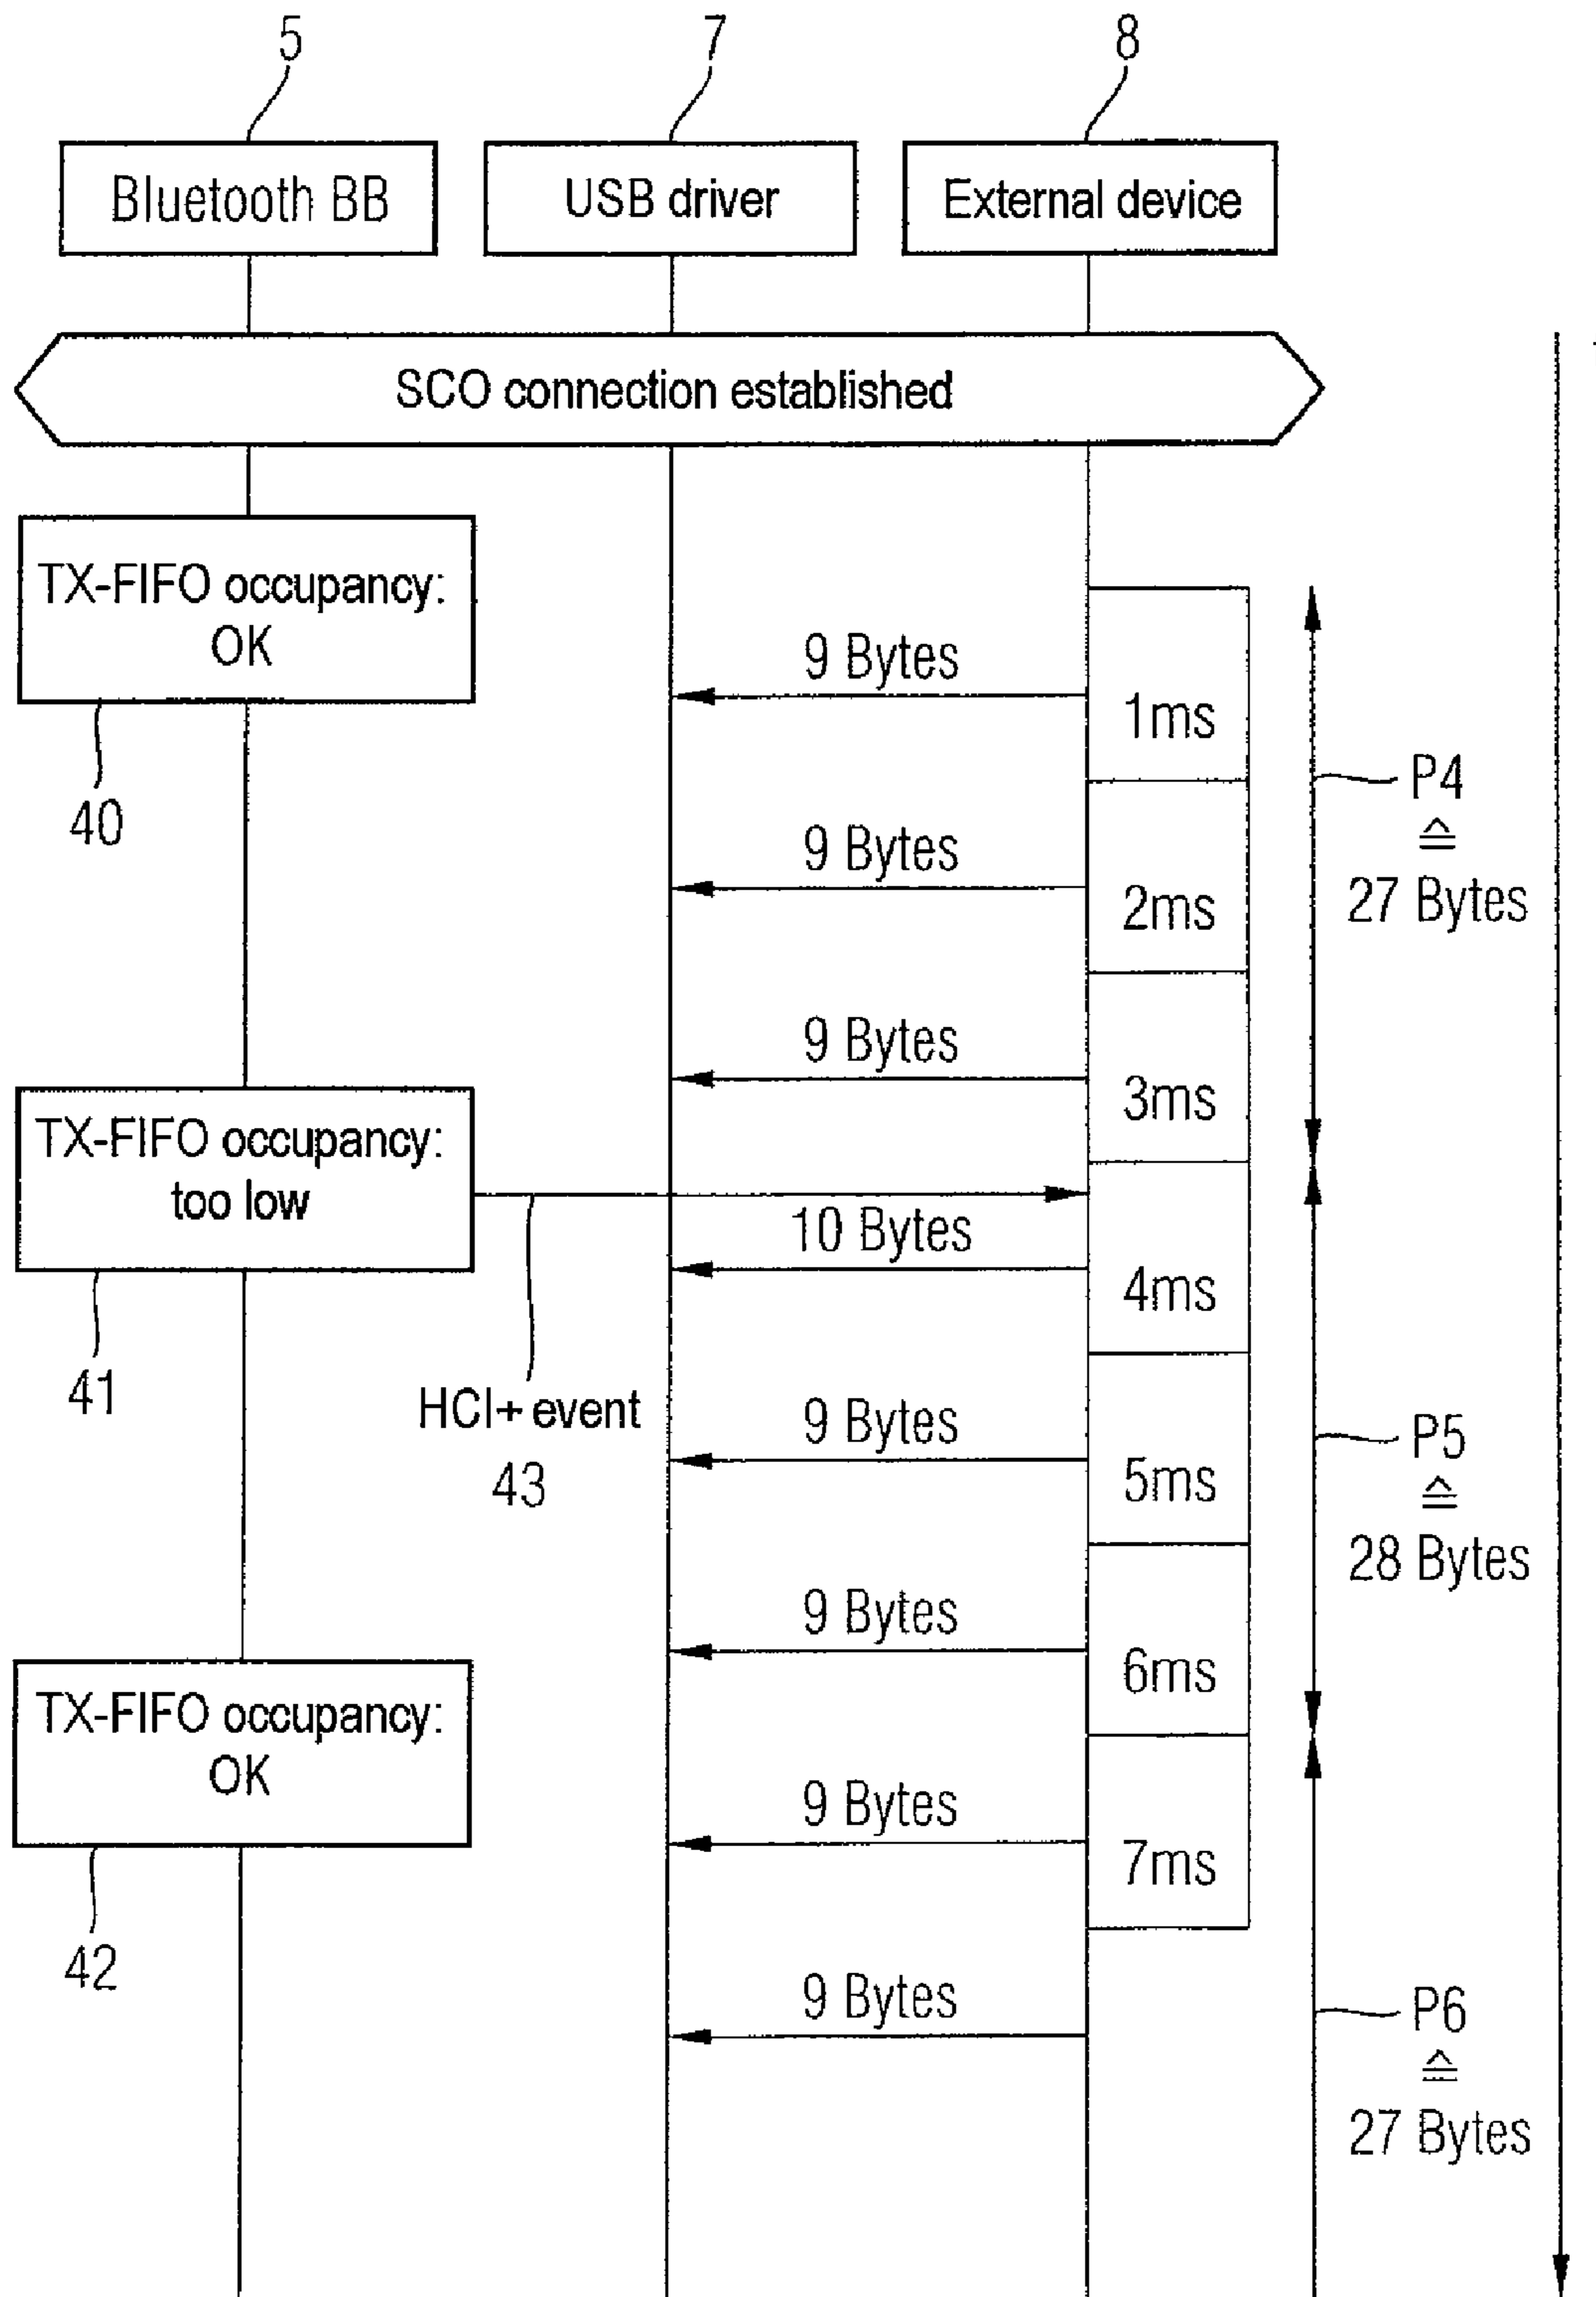 5
7
8
Bluetooth BB
USB driver
External device
SCO connection established
TX-FIFO occupancy:
OK
40
9 Bytes
1ms
9 Bytes
2ms
P4
≙
27 Bytes
9 Bytes
3ms
TX-FIFO occupancy:
too low
41
10 Bytes
4ms
HCI+ event
43
9 Bytes
5ms
P5
≙
28 Bytes
9 Bytes
6ms
TX-FIFO occupancy:
OK
42
9 Bytes
7ms
9 Bytes
P6
≙
27 Bytes